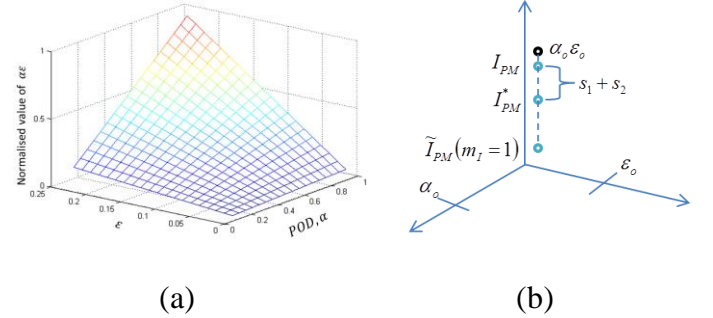 Normalised value of αε
1
0.5
0
0.25
0.2
0.15
0.1
0.05
0
ε
0
0.2
0.4
0.6
0.8
1
POD, α
(a)
α_o ε_o
I_PM
s_1 + s_2
I*_PM
Ĩ_PM(m_I = 1)
α_o
ε_o
(b)